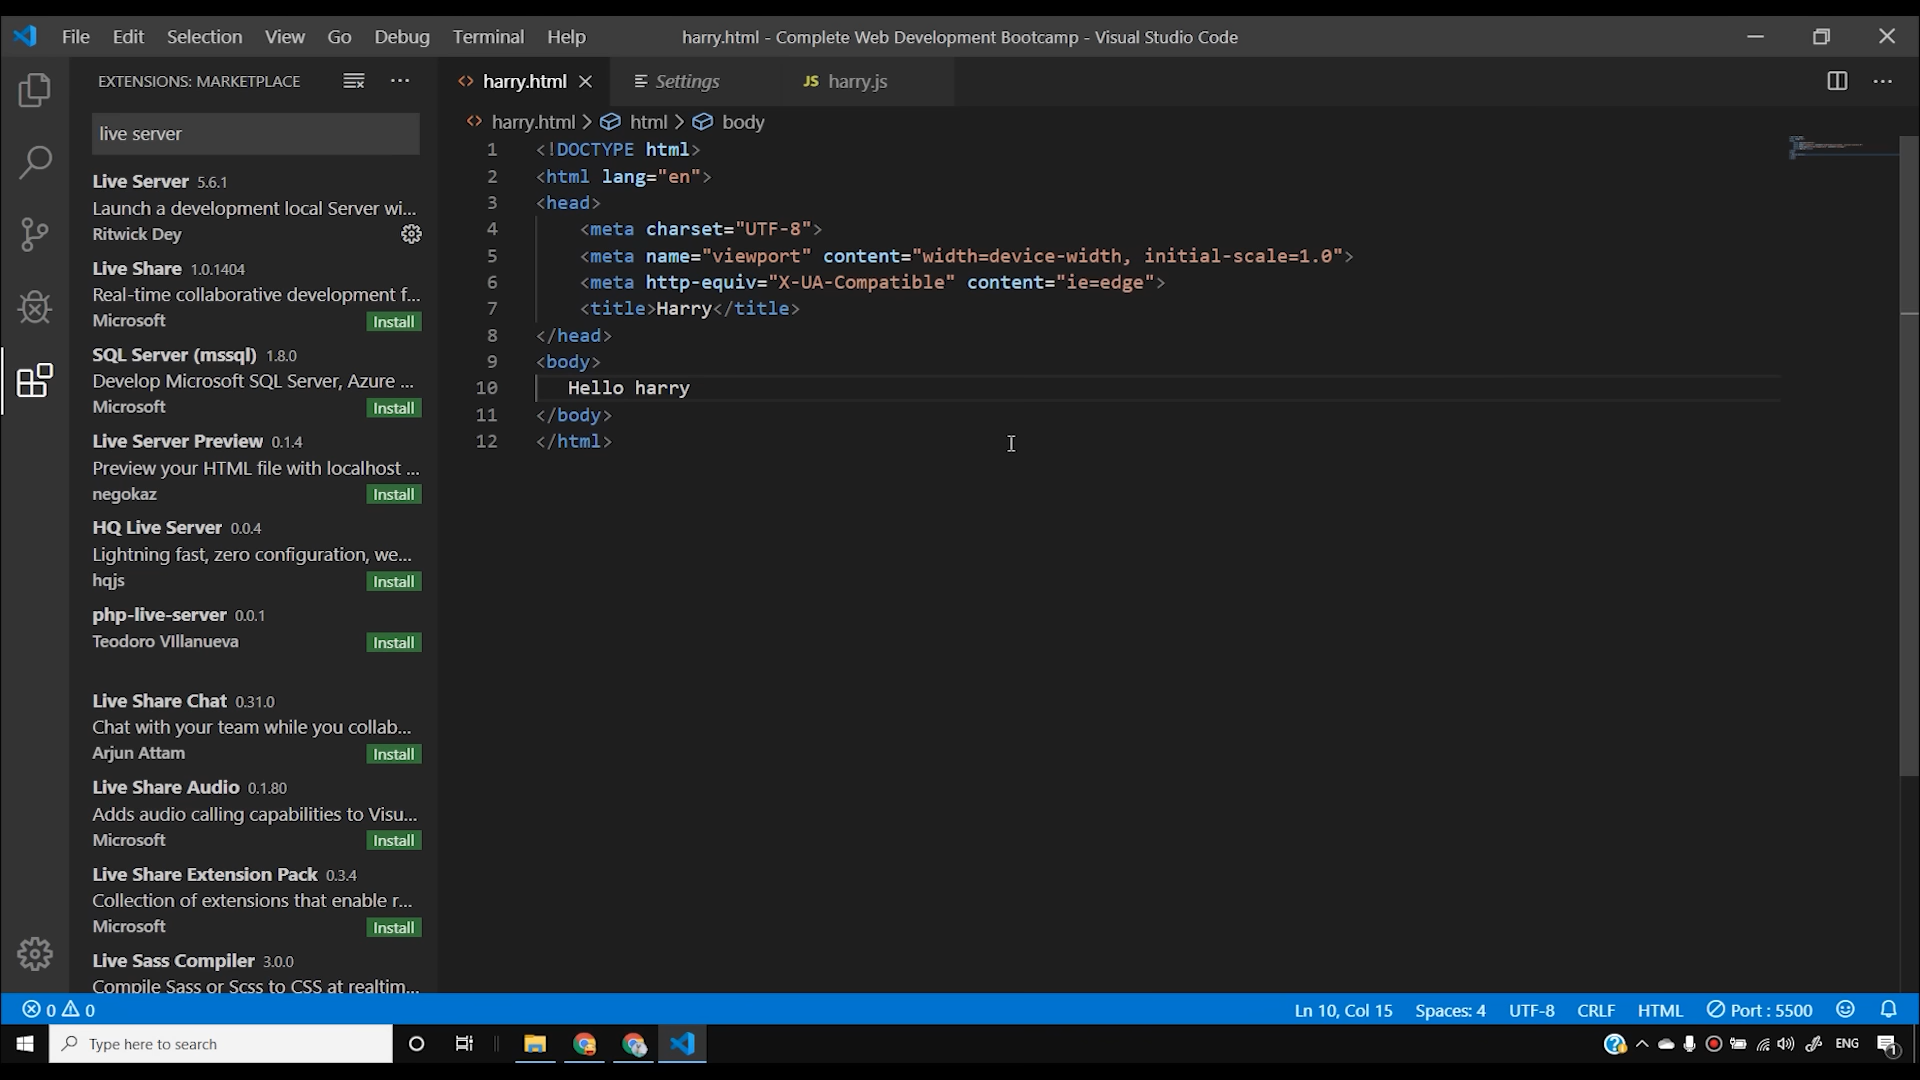 File Edit Selection View Go Debug Terminal Help harry.html - Complete Web Development Bootcamp - Visual Studio Code
EXTENSIONS: MARKETPLACE
live server
Live Server 5.6.1
Launch a development local Server wi...
Ritwick Dey
Live Share 1.0.1404
Real-time collaborative development f...
Microsoft Install
SQL Server (mssql) 1.8.0
Develop Microsoft SQL Server, Azure ...
Microsoft Install
Live Server Preview 0.1.4
Preview your HTML file with localhost ...
negokaz Install
HQ Live Server 0.0.4
Lightning fast, zero configuration, we...
hqjs Install
php-live-server 0.0.1
Teodoro VIllanueva Install
Live Share Chat 0.31.0
Chat with your team while you collab...
Arjun Attam Install
Live Share Audio 0.1.80
Adds audio calling capabilities to Visu...
Microsoft Install
Live Share Extension Pack 0.3.4
Collection of extensions that enable r...
Microsoft Install
Live Sass Compiler 3.0.0
Compile Sass or Scss to CSS at realtim...
harry.html Settings JS harry.js
harry.html > html > body
1 <!DOCTYPE html>
2 <html lang="en">
3 <head>
4 <meta charset="UTF-8">
5 <meta name="viewport" content="width=device-width, initial-scale=1.0">
6 <meta http-equiv="X-UA-Compatible" content="ie=edge">
7 <title>Harry</title>
8 </head>
9 <body>
10 Hello harry
11 </body>
12 </html>
0 0 Ln 10, Col 15 Spaces: 4 UTF-8 CRLF HTML Port : 5500
Type here to search ENG 1